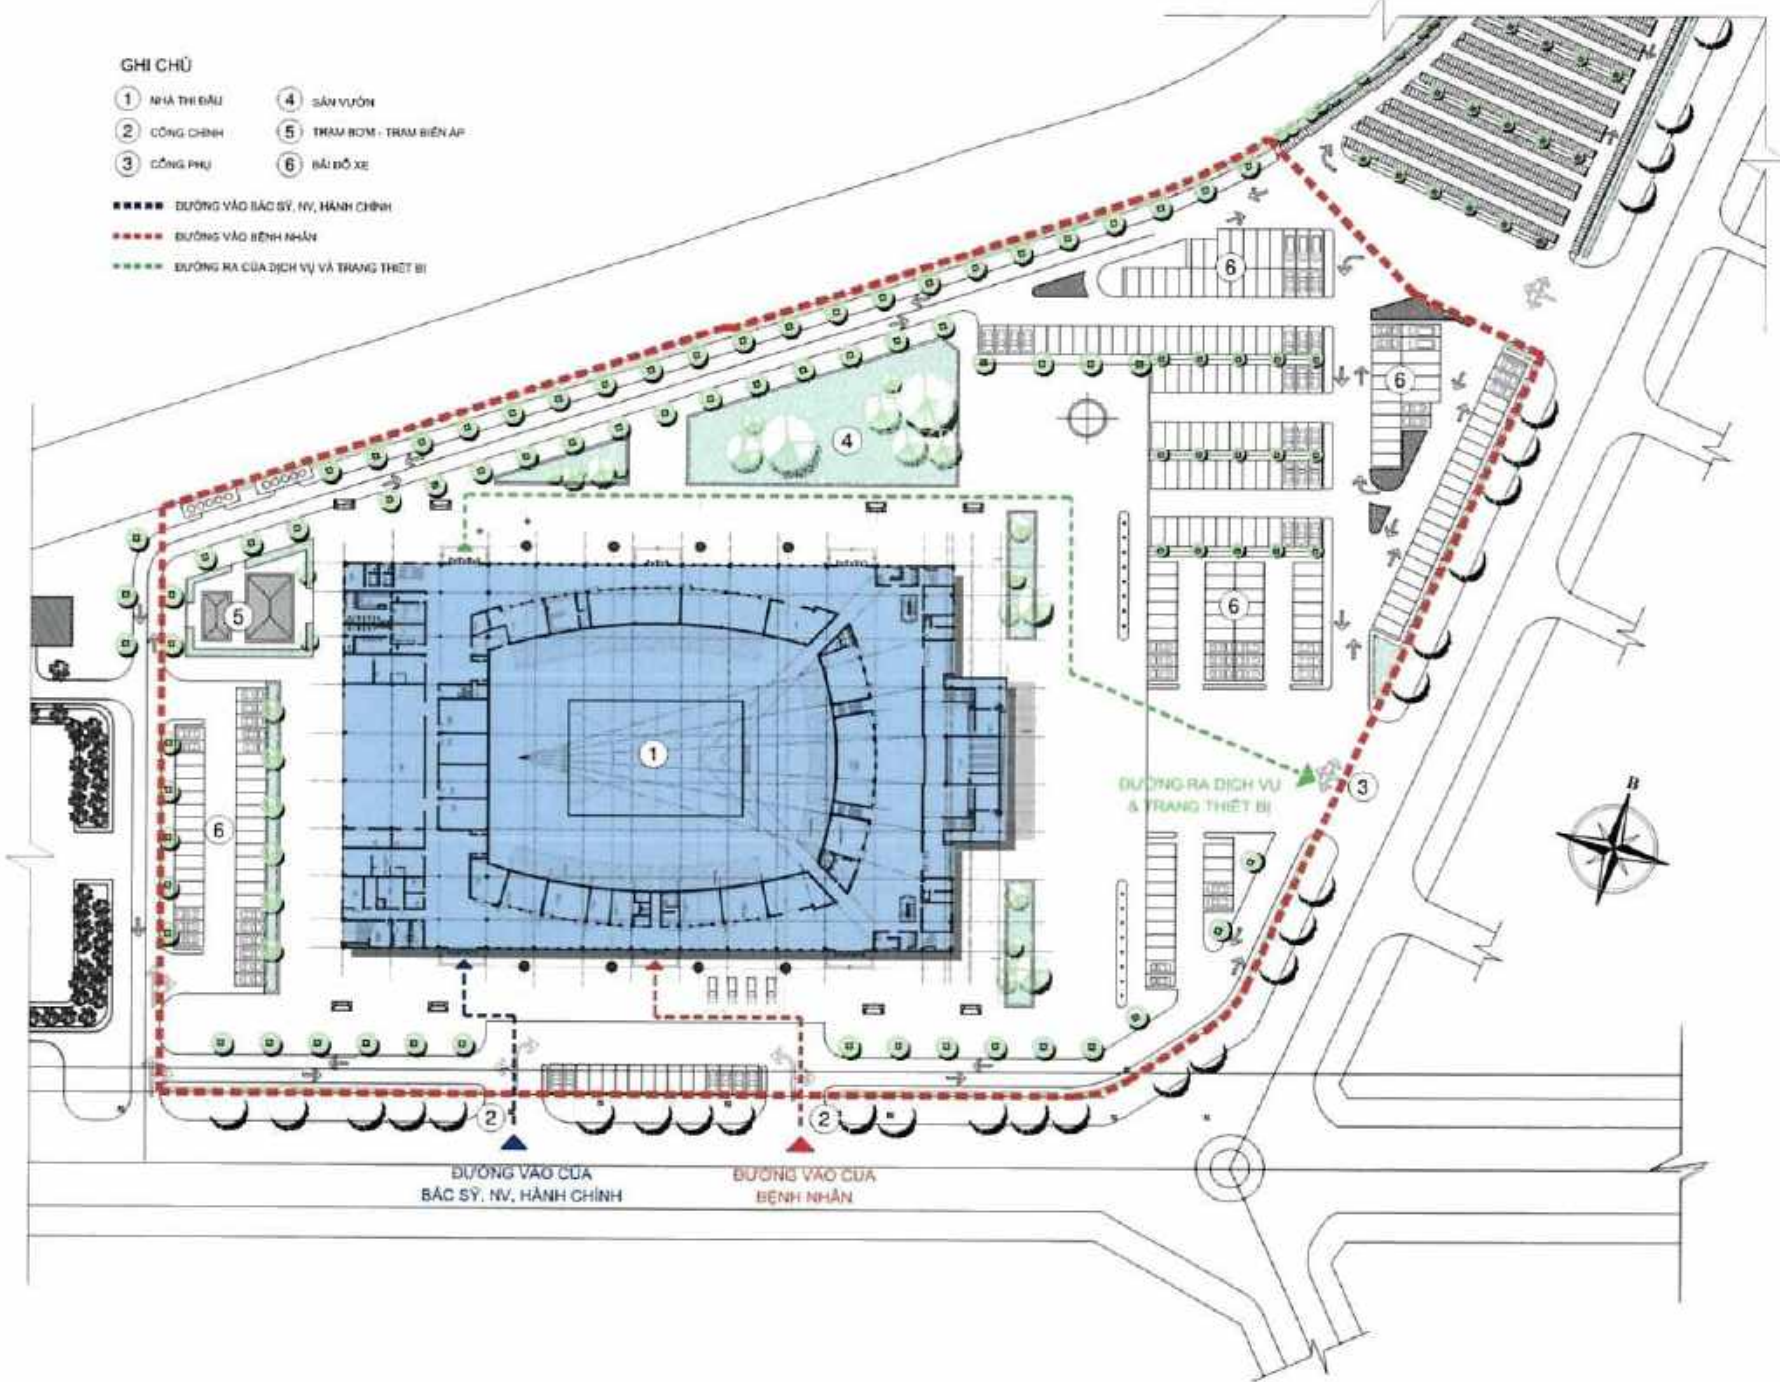 GHI CHÚ
1 NHÀ THI ĐẤU
2 CỔNG CHÍNH
3 CỔNG PHỤ
4 SÂN VƯỜN
5 TRẠM BƠM - TRẠM BIẾN ÁP
6 BÃI ĐỖ XE
ĐƯỜNG VÀO BÁC SỸ, NV, HÀNH CHÍNH
ĐƯỜNG VÀO BỆNH NHÂN
ĐƯỜNG RA CỦA DỊCH VỤ VÀ TRANG THIẾT BỊ
6
4
6
5
6
1
6
ĐƯỜNG RA DỊCH VỤ
& TRANG THIẾT BỊ
3
B
2
2
ĐƯỜNG VÀO CỦA
BÁC SỸ, NV, HÀNH CHÍNH
ĐƯỜNG VÀO CỦA
BỆNH NHÂN